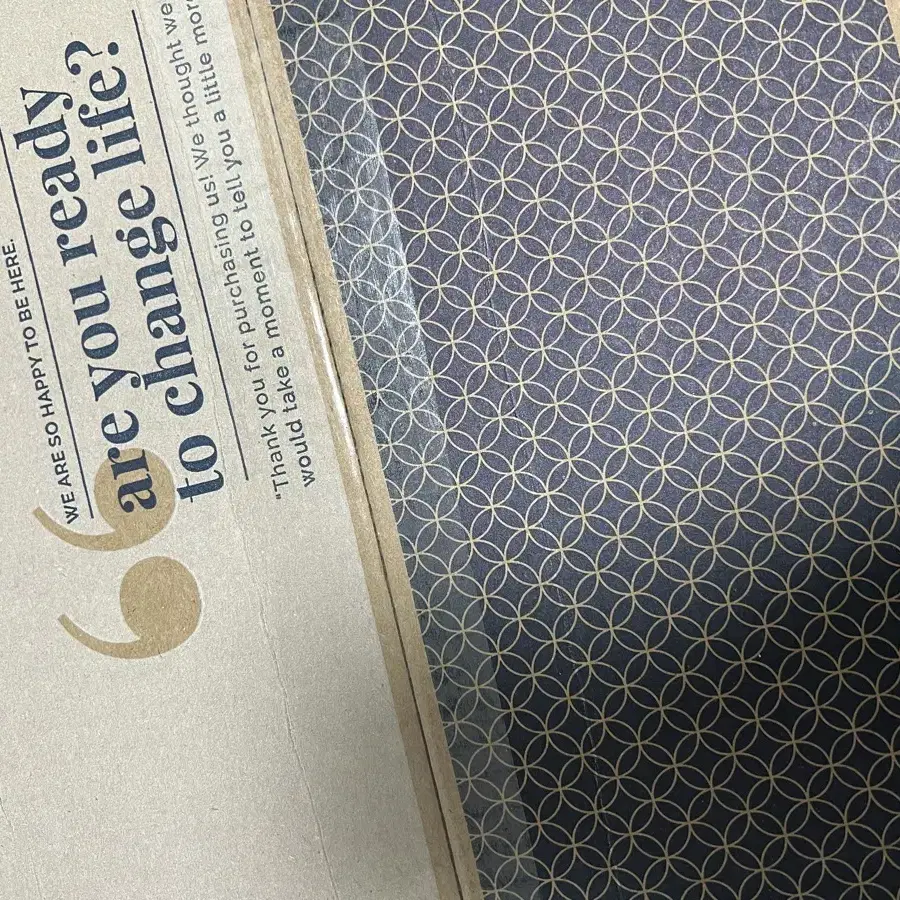 WE ARE SO HAPPY TO BE HERE.
are you ready
to change life?
"Thank you for purchasing us! We thought we
would take a moment to tell you a little more